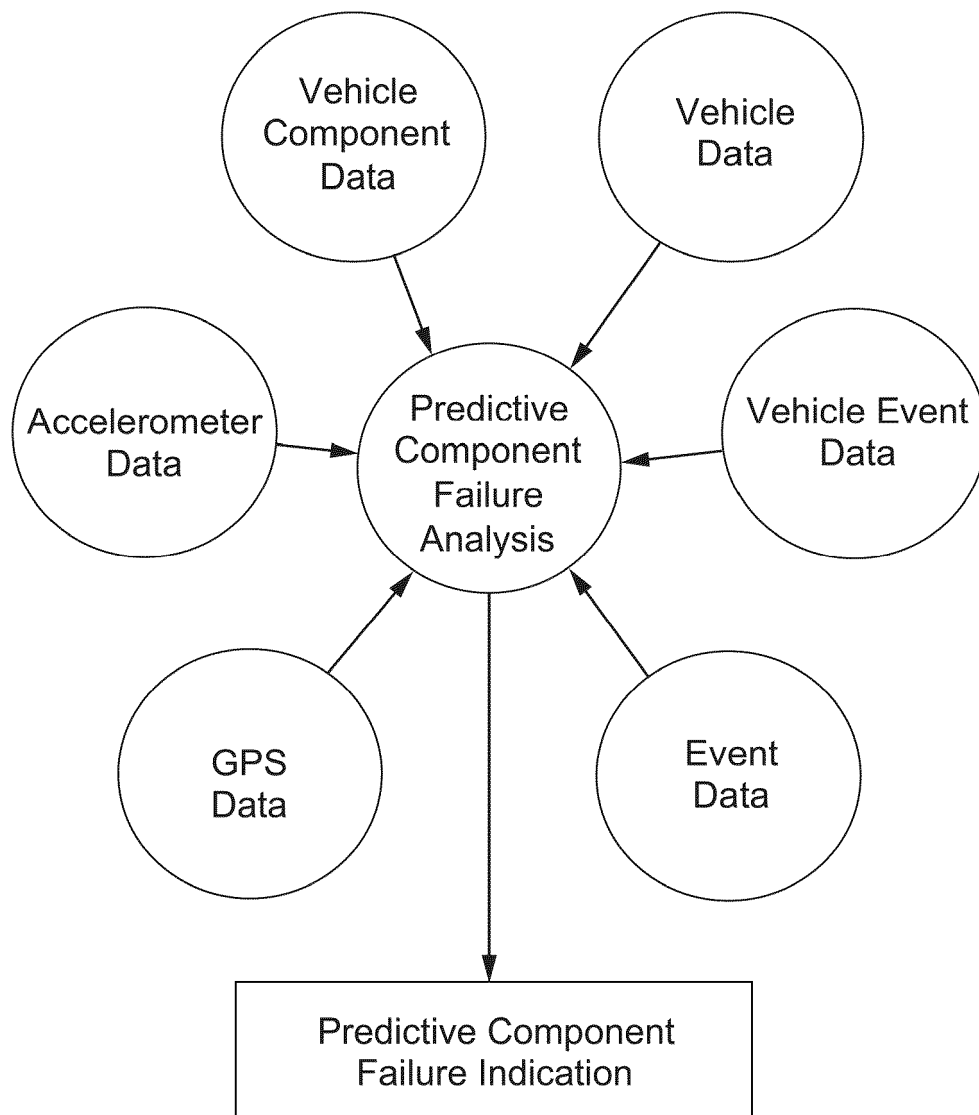 Vehicle
Component
Data
Vehicle
Data
Accelerometer
Data
Predictive
Component
Failure
Analysis
Vehicle Event
Data
GPS
Data
Event
Data
Predictive Component
Failure Indication